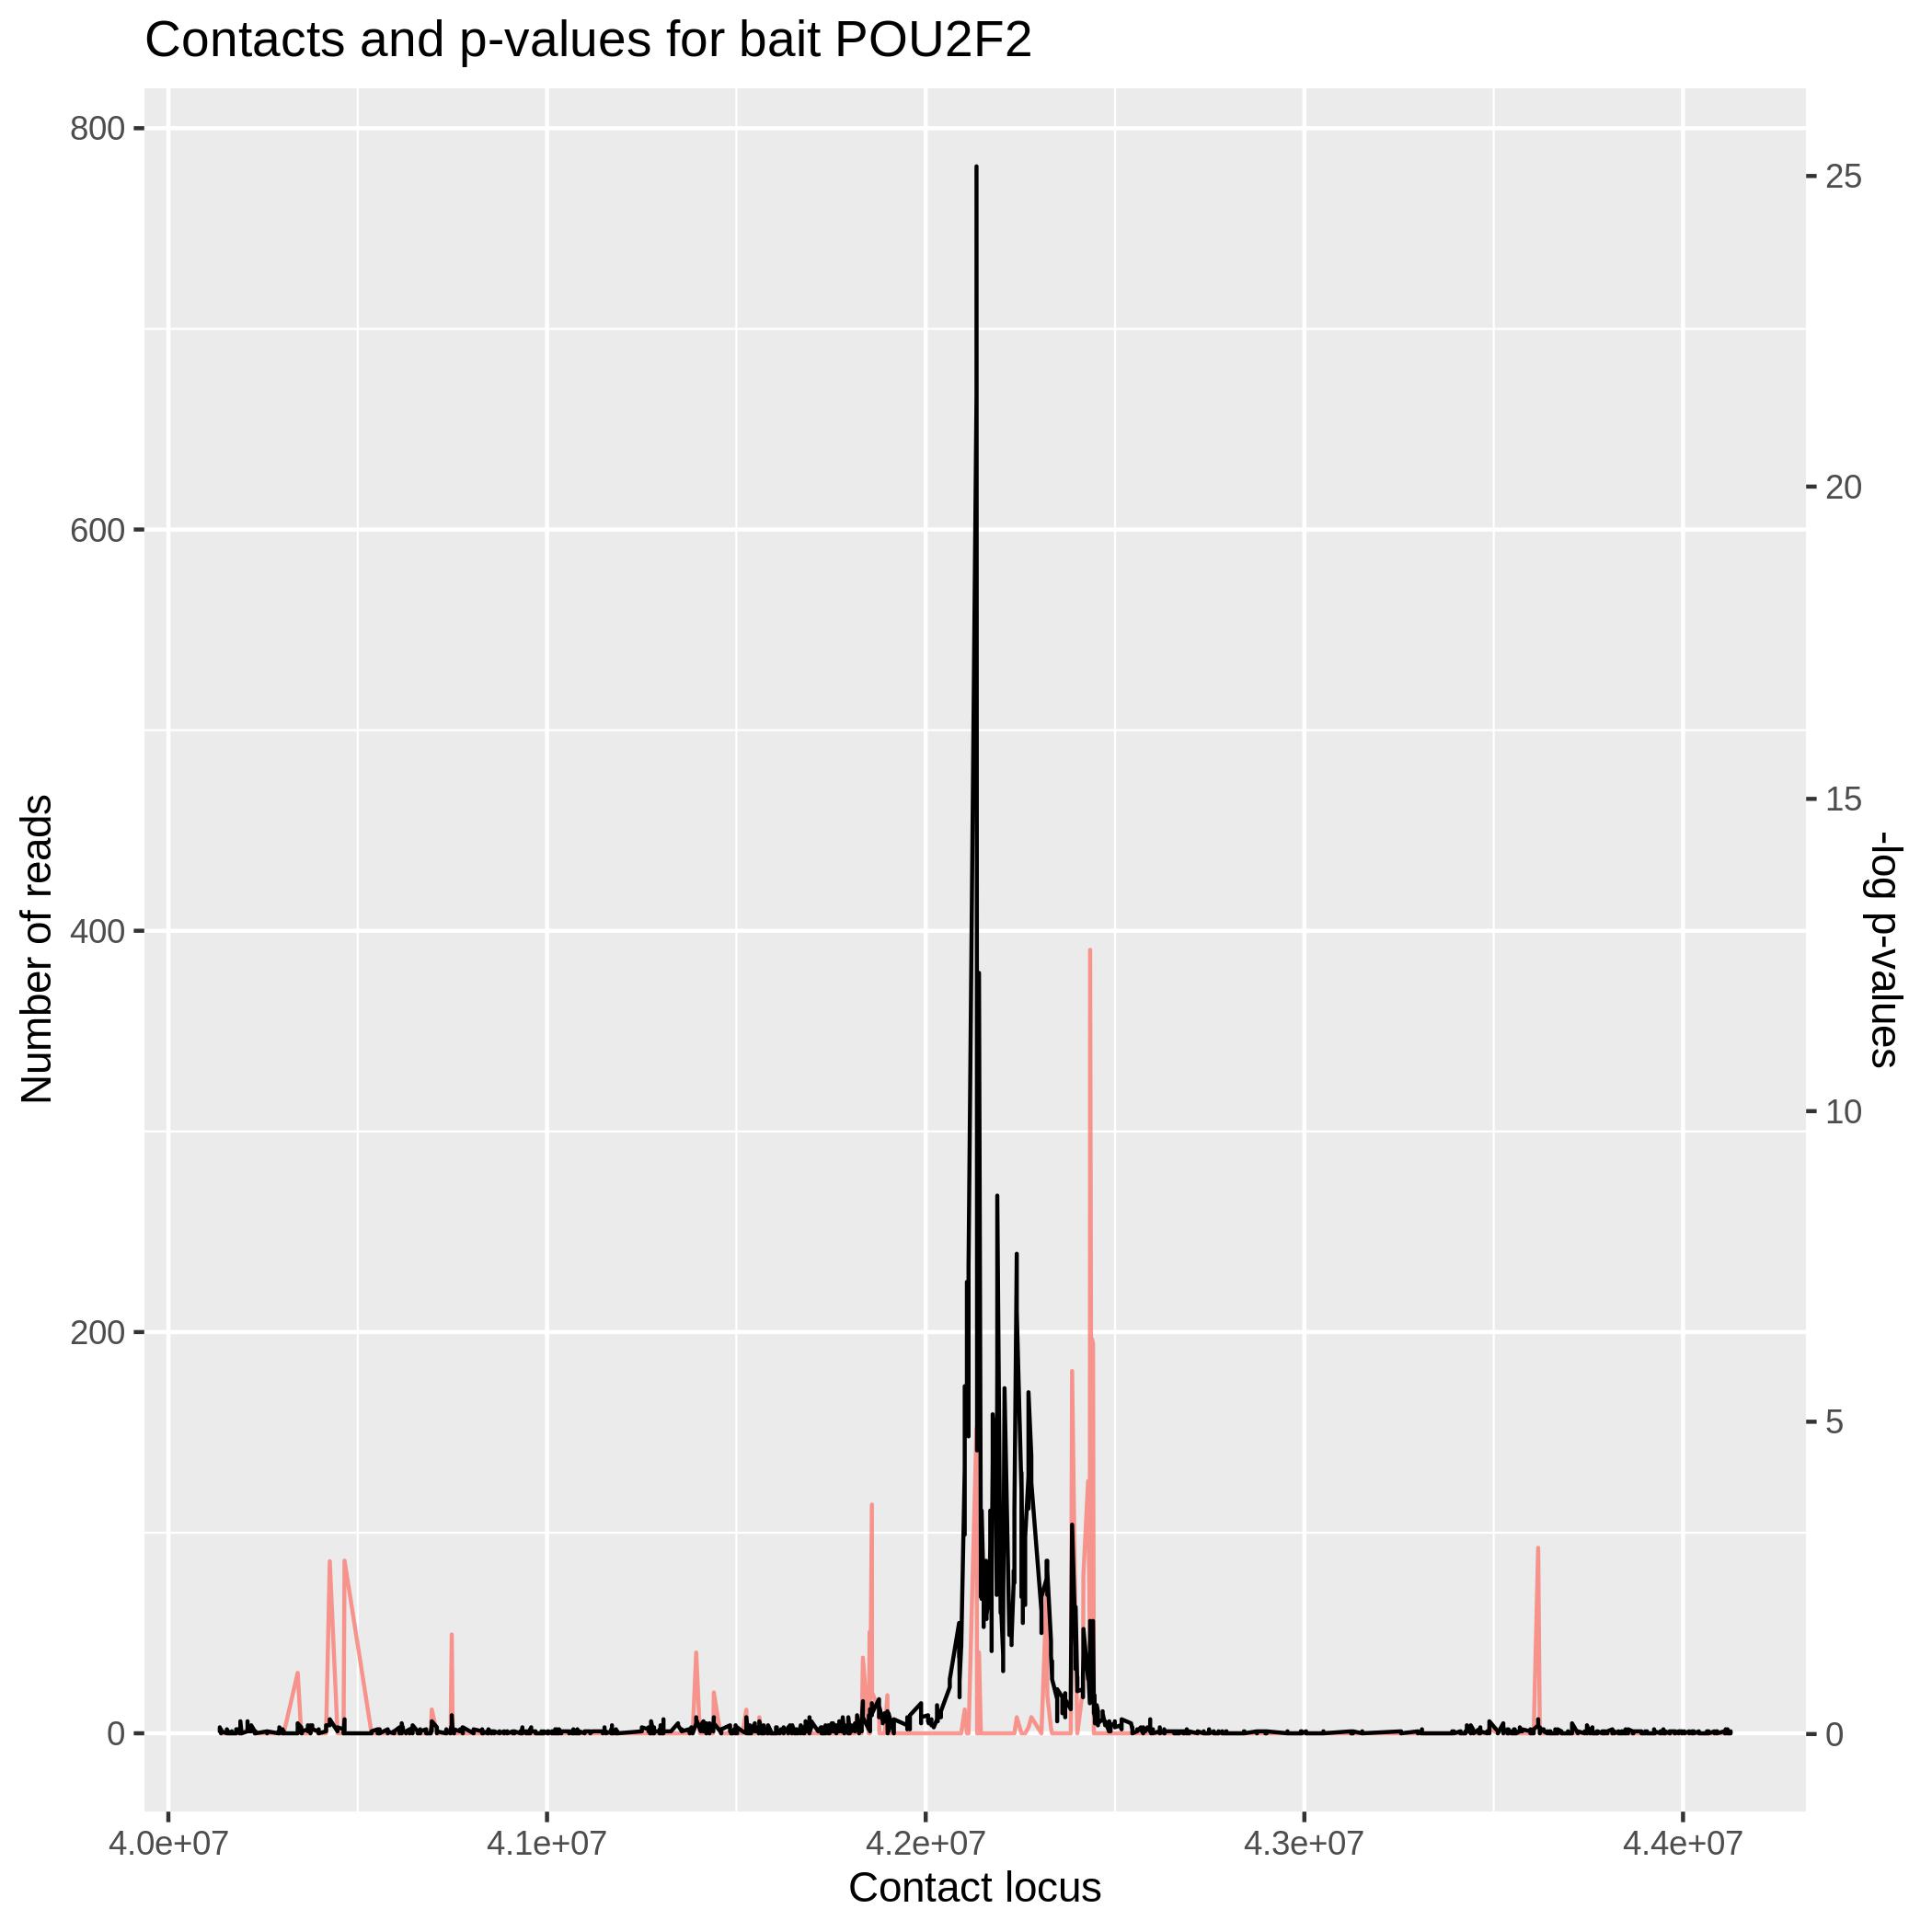 Contacts and p-values for bait POU2F2
800
600
400
200
0
Number of reads
25
20
15
10
5
0
-log p-values
4.0e+07
4.1e+07
4.2e+07
4.3e+07
4.4e+07
Contact locus